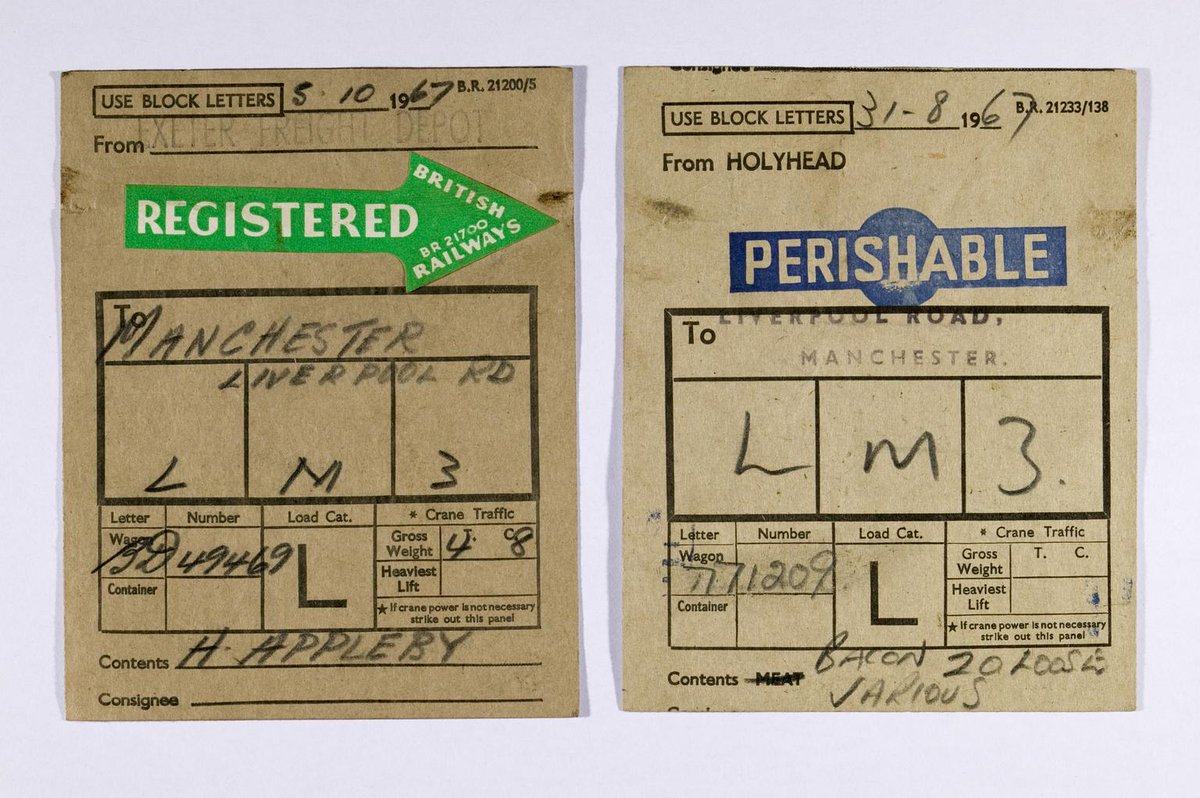 USE BLOCK LETTERS 5·10 1967 B.R. 21200/5
From EXETER FREIGHT DEPOT
REGISTERED
BRITISH
BR 21700
RAILWAYS
To
MANCHESTER
LIVERPOOL RD
L M 3
Letter Number Load Cat. * Crane Traffic
Wagon BD 49469 L Gross Weight 4 T. 8 C.
Container Heaviest Lift
★ If crane power is not necessary
strike out this panel
Contents H. APPLEBY
Consignee
Consignee
USE BLOCK LETTERS 31-8 1967 B.R. 21233/138
From HOLYHEAD
PERISHABLE
To LIVERPOOL ROAD,
MANCHESTER.
L M 3.
Letter Number Load Cat. * Crane Traffic
Wagon 771209 L Gross Weight T. C.
Container Heaviest Lift
★ If crane power is not necessary
strike out this panel
Contents MEAT BACON 20 LOOSE
VARIOUS